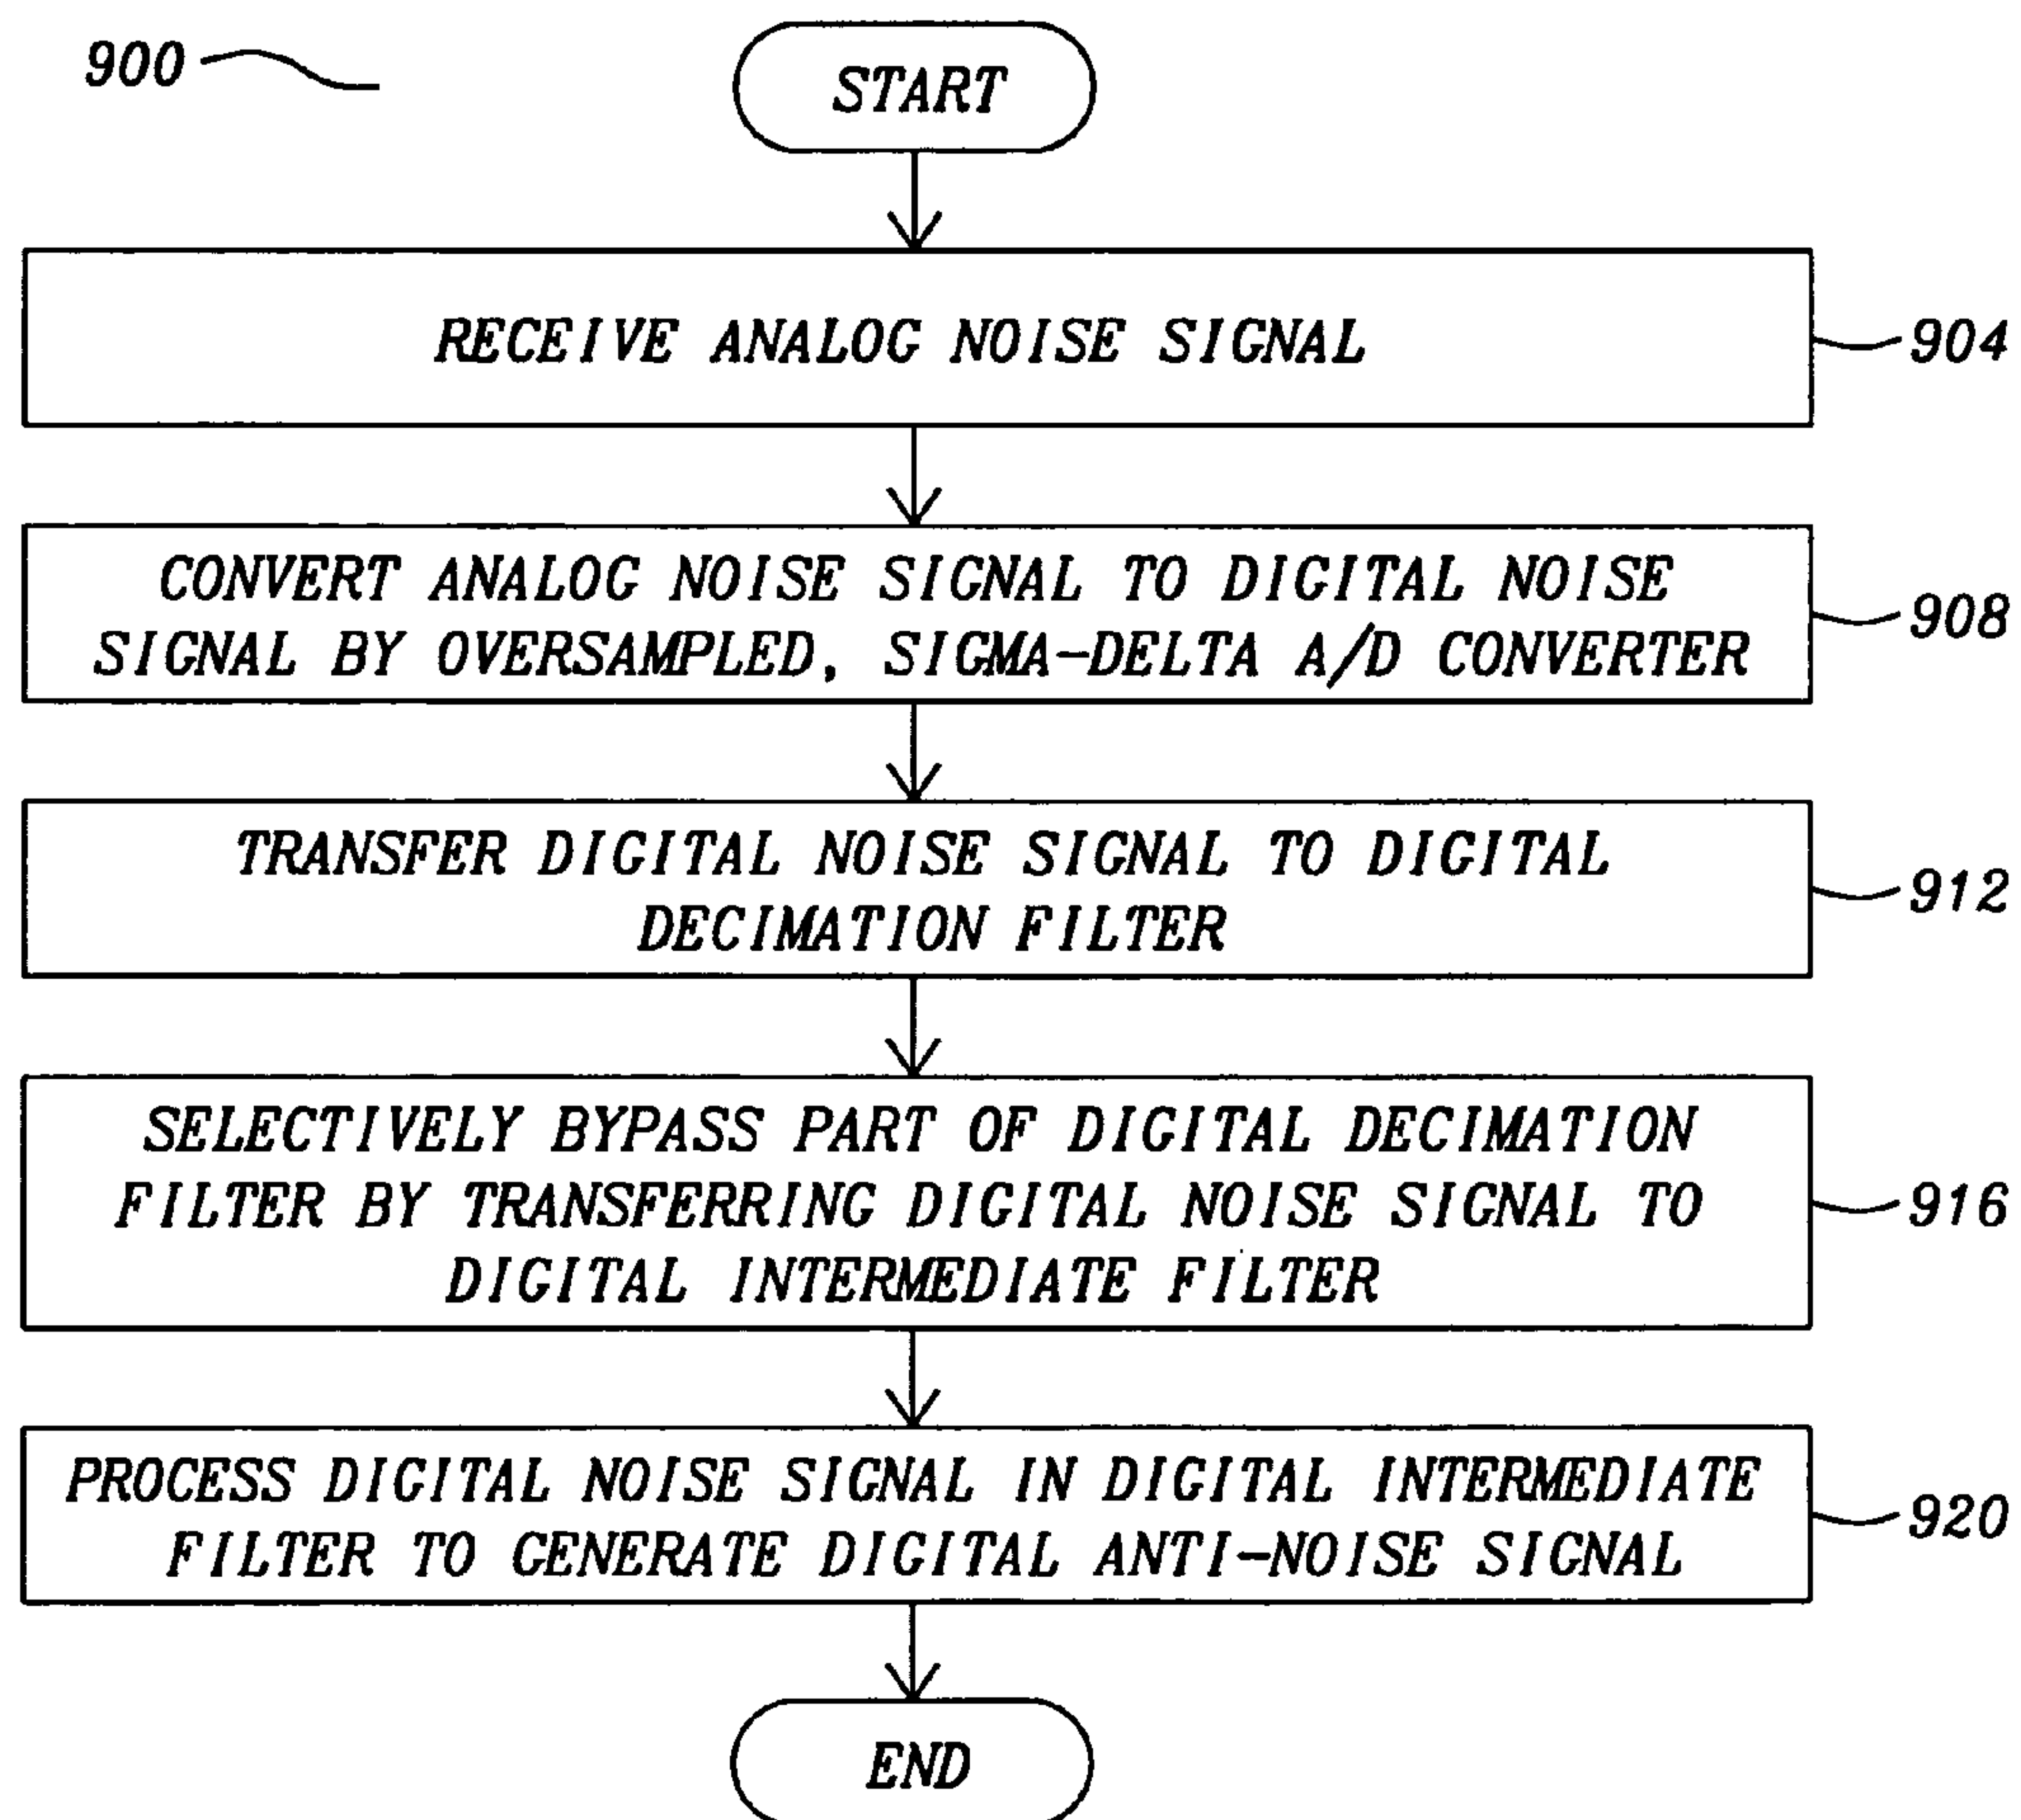 900
START
RECEIVE ANALOG NOISE SIGNAL
904
CONVERT ANALOG NOISE SIGNAL TO DIGITAL NOISE
SIGNAL BY OVERSAMPLED, SIGMA-DELTA A/D CONVERTER
908
TRANSFER DIGITAL NOISE SIGNAL TO DIGITAL
DECIMATION FILTER
912
SELECTIVELY BYPASS PART OF DIGITAL DECIMATION
FILTER BY TRANSFERRING DIGITAL NOISE SIGNAL TO
DIGITAL INTERMEDIATE FILTER
916
PROCESS DIGITAL NOISE SIGNAL IN DIGITAL INTERMEDIATE
FILTER TO GENERATE DIGITAL ANTI-NOISE SIGNAL
920
END